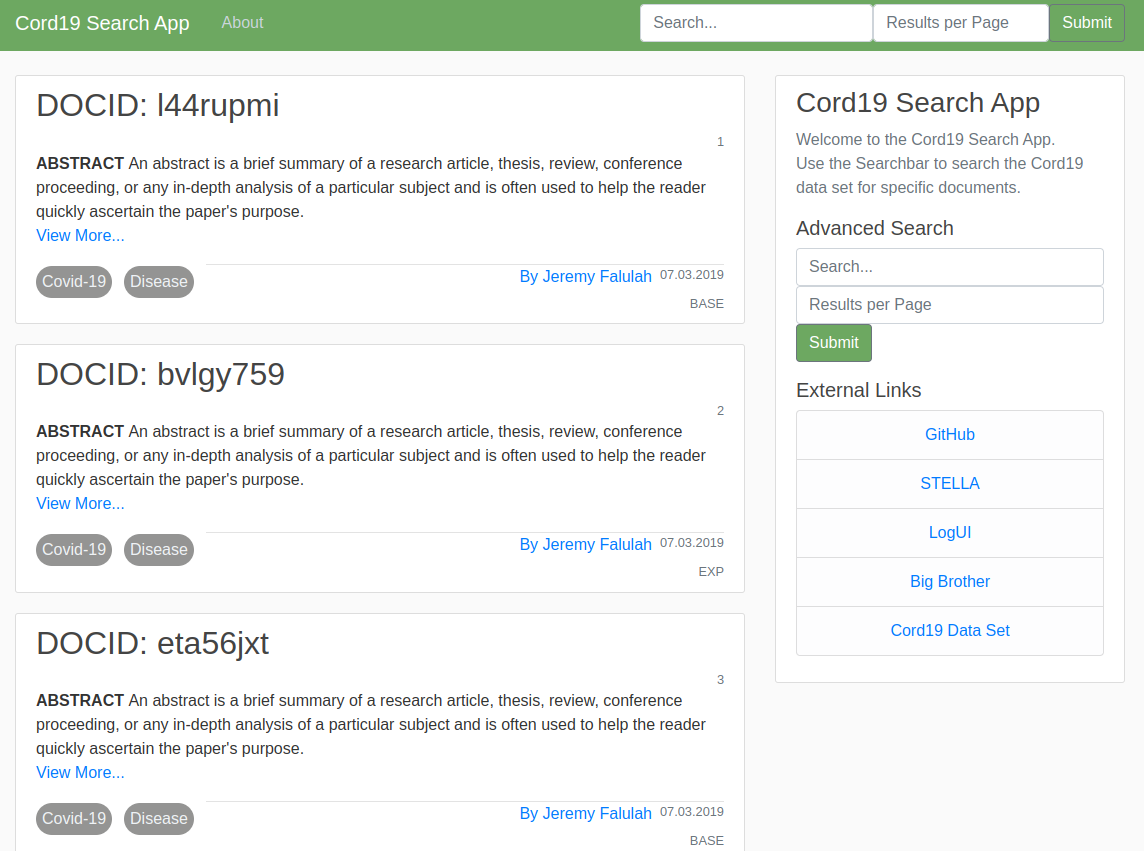 Cord19 Search App About Search... Results per Page Submit
DOCID: l44rupmi
1
ABSTRACT An abstract is a brief summary of a research article, thesis, review, conference
proceeding, or any in-depth analysis of a particular subject and is often used to help the reader
quickly ascertain the paper's purpose.
View More...
Covid-19 Disease By Jeremy Falulah 07.03.2019
BASE
DOCID: bvlgy759
2
ABSTRACT An abstract is a brief summary of a research article, thesis, review, conference
proceeding, or any in-depth analysis of a particular subject and is often used to help the reader
quickly ascertain the paper's purpose.
View More...
Covid-19 Disease By Jeremy Falulah 07.03.2019
EXP
DOCID: eta56jxt
3
ABSTRACT An abstract is a brief summary of a research article, thesis, review, conference
proceeding, or any in-depth analysis of a particular subject and is often used to help the reader
quickly ascertain the paper's purpose.
View More...
Covid-19 Disease By Jeremy Falulah 07.03.2019
BASE
Cord19 Search App
Welcome to the Cord19 Search App.
Use the Searchbar to search the Cord19
data set for specific documents.
Advanced Search
Search...
Results per Page
Submit
External Links
GitHub
STELLA
LogUI
Big Brother
Cord19 Data Set